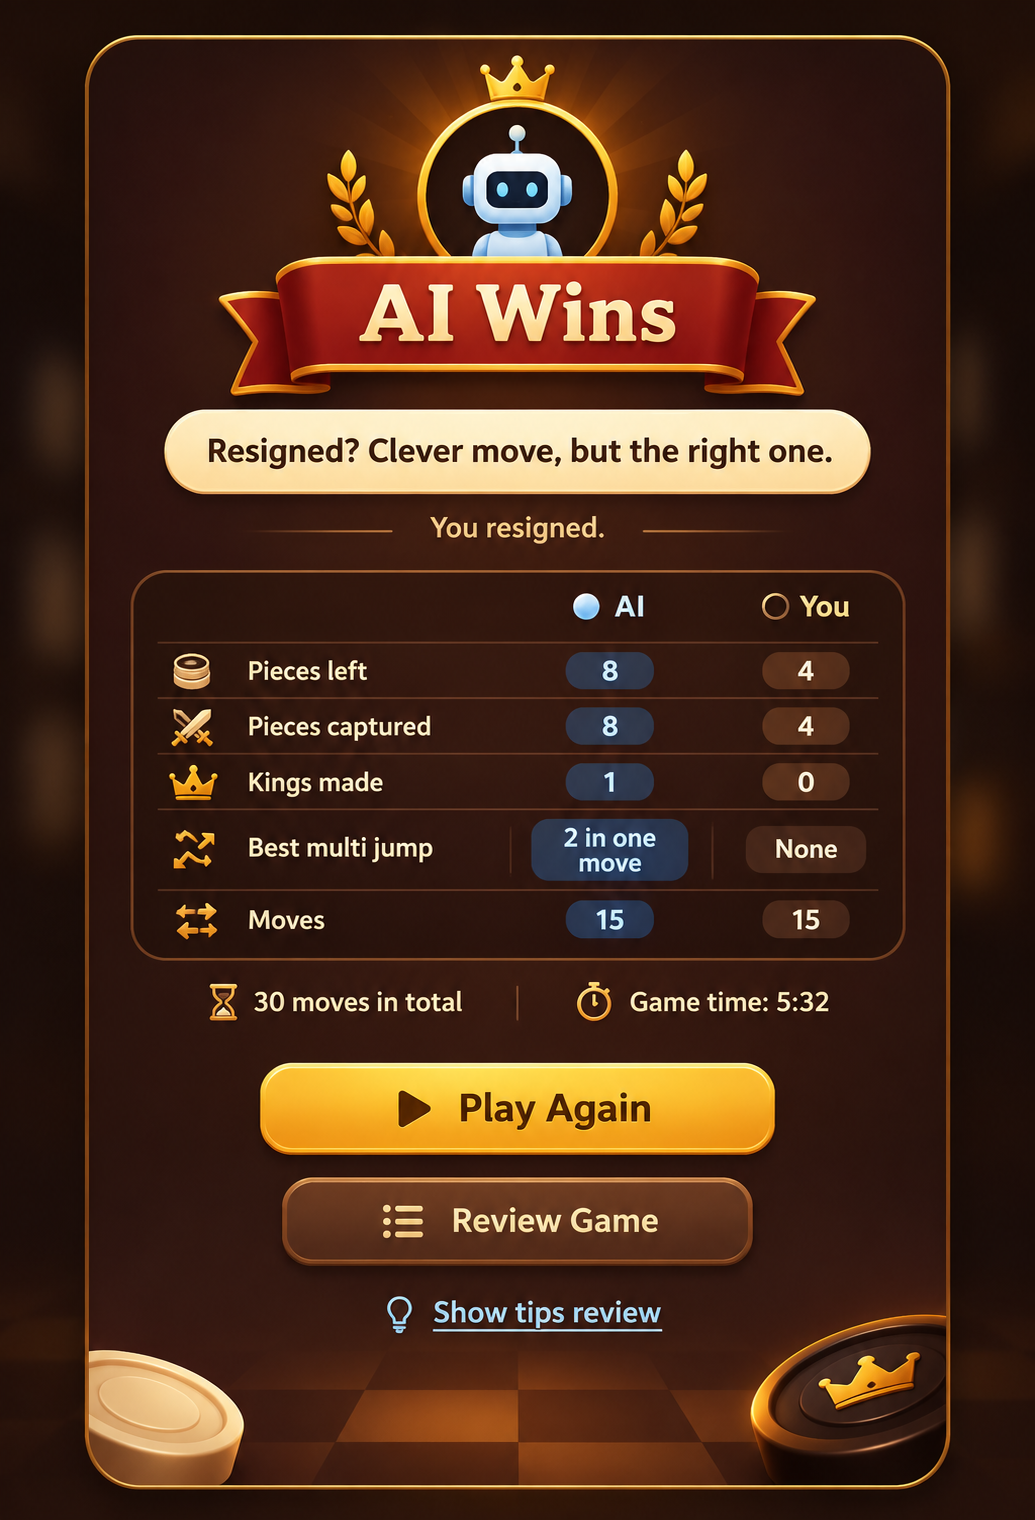 AI Wins
Resigned? Clever move, but the right one.
You resigned.
AI You
Pieces left 8 4
Pieces captured 8 4
Kings made 1 0
Best multi jump 2 in one move None
Moves 15 15
30 moves in total Game time: 5:32
Play Again
Review Game
Show tips review